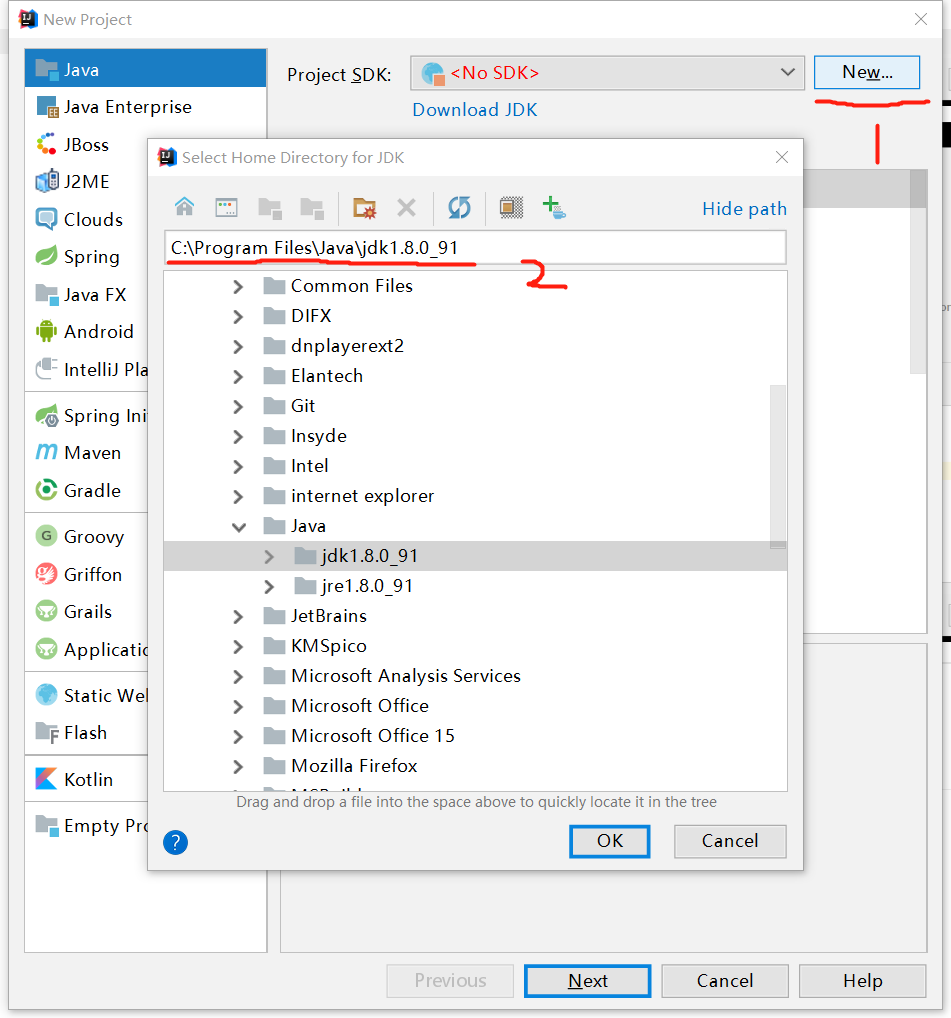 New Project
Java
Java Enterprise
JBoss
J2ME
Clouds
Spring
Java FX
Android
IntelliJ Pla
Spring Ini
Maven
Gradle
Groovy
Griffon
Grails
Applicatio
Static Wel
Flash
Kotlin
Empty Pro
Project SDK:
<No SDK>
New...
Download JDK
1
Select Home Directory for JDK
Hide path
C:\Program Files\Java\jdk1.8.0_91
2
Common Files
DIFX
dnplayerext2
Elantech
Git
Insyde
Intel
internet explorer
Java
jdk1.8.0_91
jre1.8.0_91
JetBrains
KMSpico
Microsoft Analysis Services
Microsoft Office
Microsoft Office 15
Mozilla Firefox
Drag and drop a file into the space above to quickly locate it in the tree
?
OK
Cancel
Previous
Next
Cancel
Help